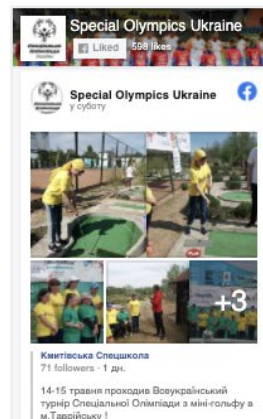 Special Olympics Ukraine
Liked
598 likes
Special Olympics Ukraine
у суботу
+3
Кмитівська Спецшкола
71 followers · 1 дн.
14-15 травня проходив Всеукраїнський
турнір Спеціальної Олімпіади з міні-гольфу в
м.Таврійську !